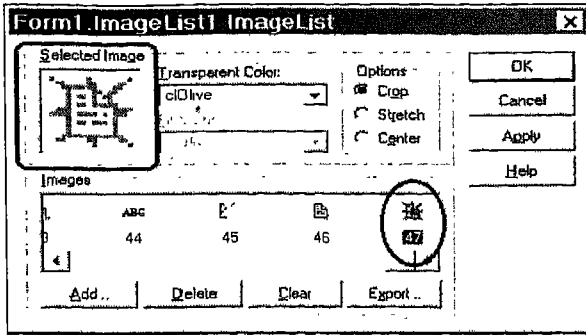 Form1.ImageList1 ImageList
Selected Image
Transparent Color:
clOlive
Options
Crop
Stretch
Center
OK
Cancel
Apply
Help
Images
ABC
44 45 46 47
Add .. Delete Clear Export ..